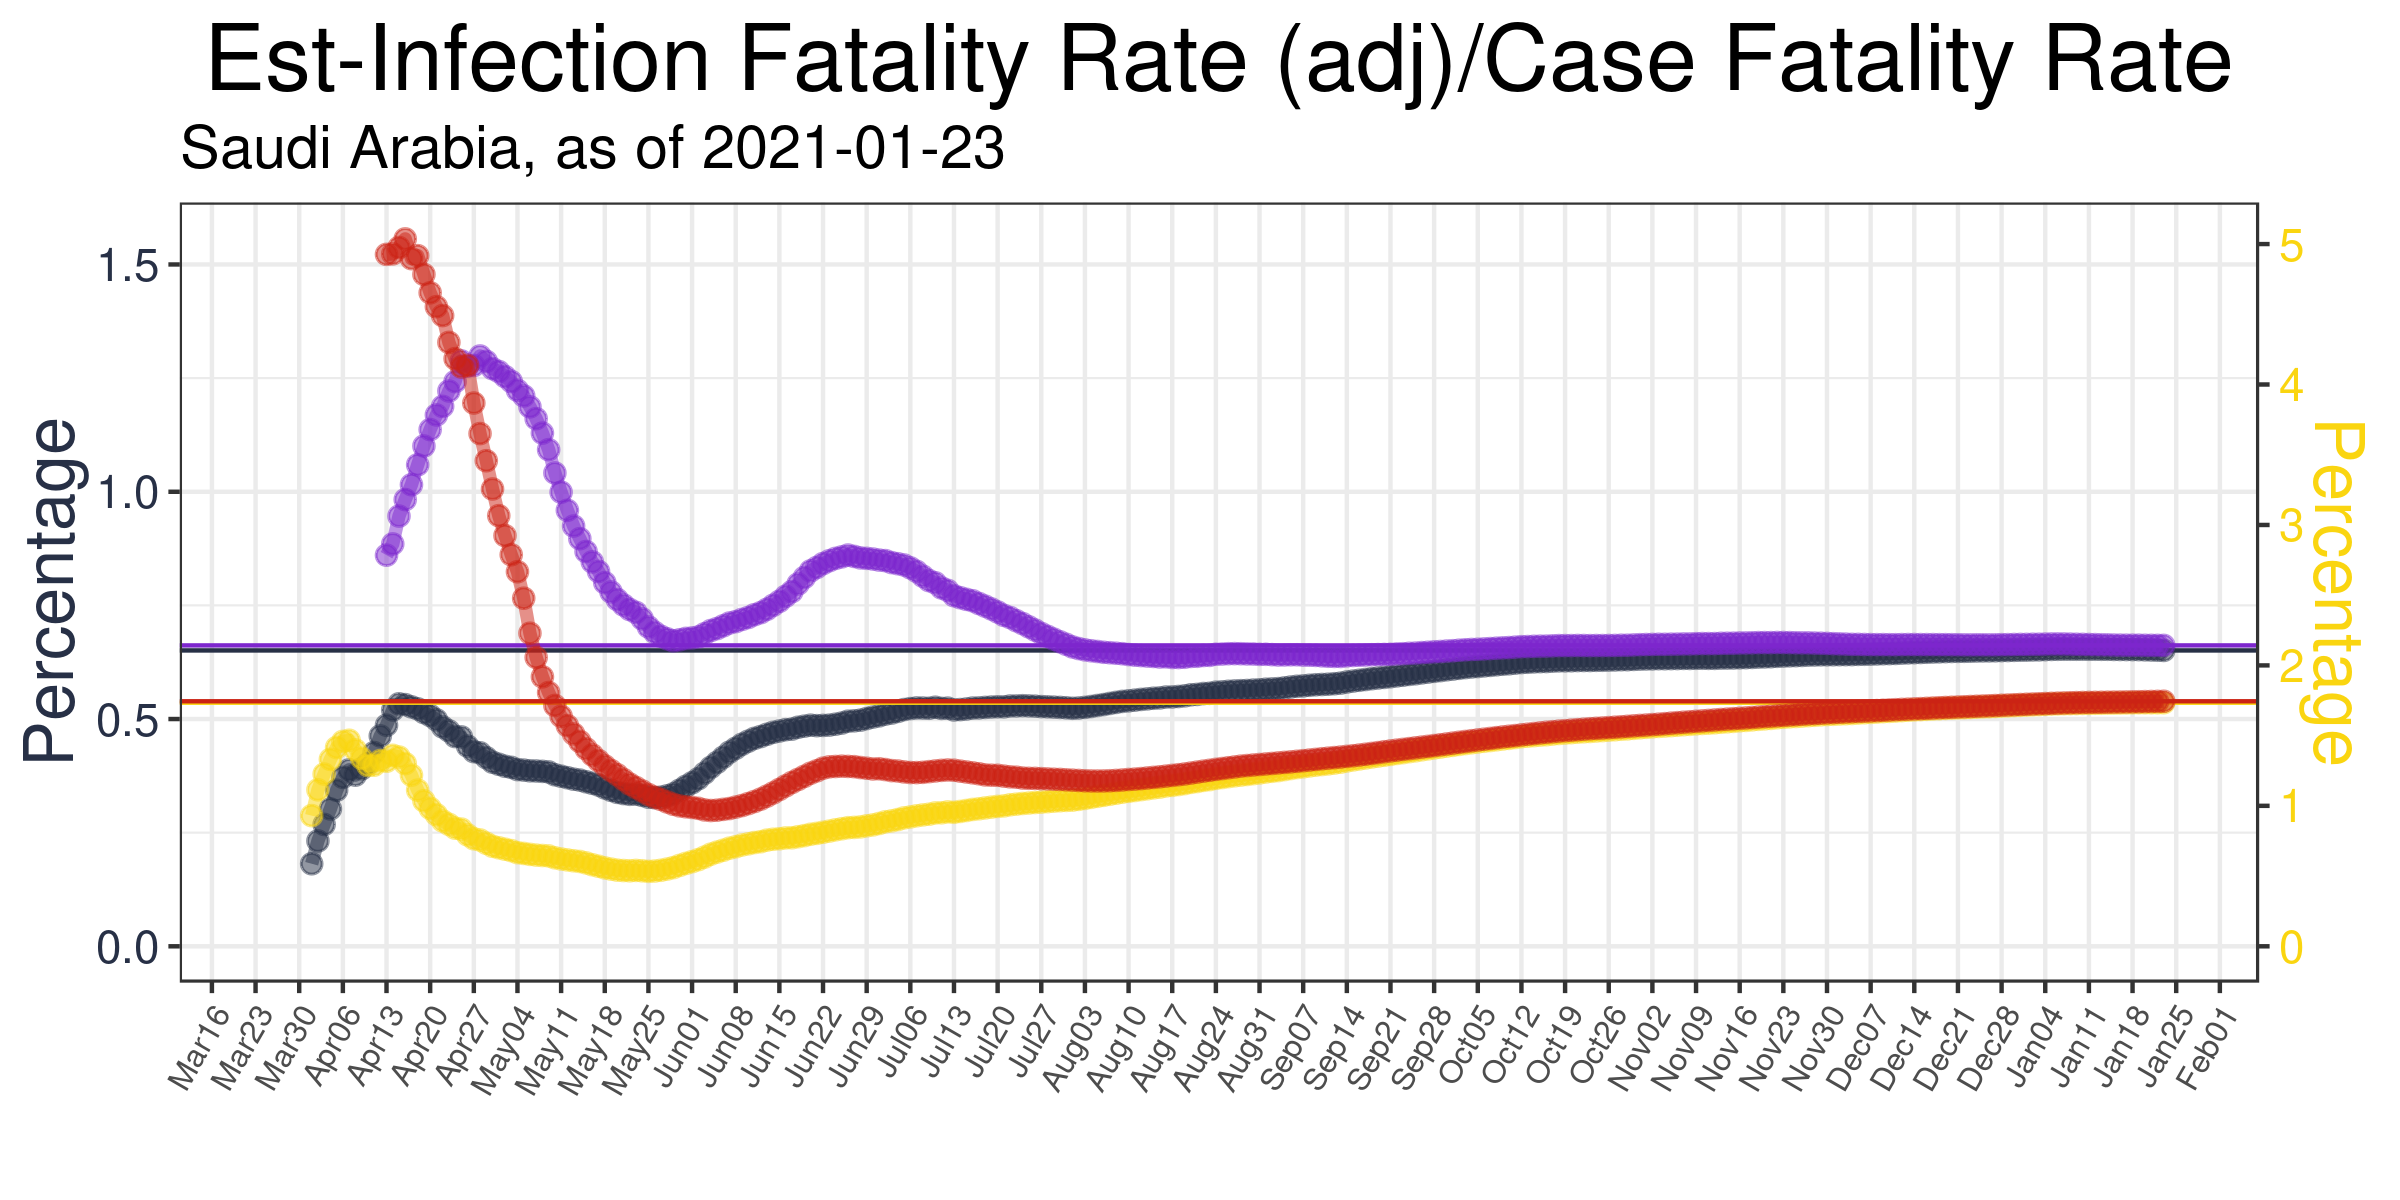 Est-Infection Fatality Rate (adj)/Case Fatality Rate
Saudi Arabia, as of 2021-01-23
Percentage
1.5
1.0
0.5
0.0
5
4
3
2
1
0
Percentage
Mar16
Mar23
Mar30
Apr06
Apr13
Apr20
Apr27
May04
May11
May18
May25
Jun01
Jun08
Jun15
Jun22
Jun29
Jul06
Jul13
Jul20
Jul27
Aug03
Aug10
Aug17
Aug24
Aug31
Sep07
Sep14
Sep21
Sep28
Oct05
Oct12
Oct19
Oct26
Nov02
Nov09
Nov16
Nov23
Nov30
Dec07
Dec14
Dec21
Dec28
Jan04
Jan11
Jan18
Jan25
Feb01